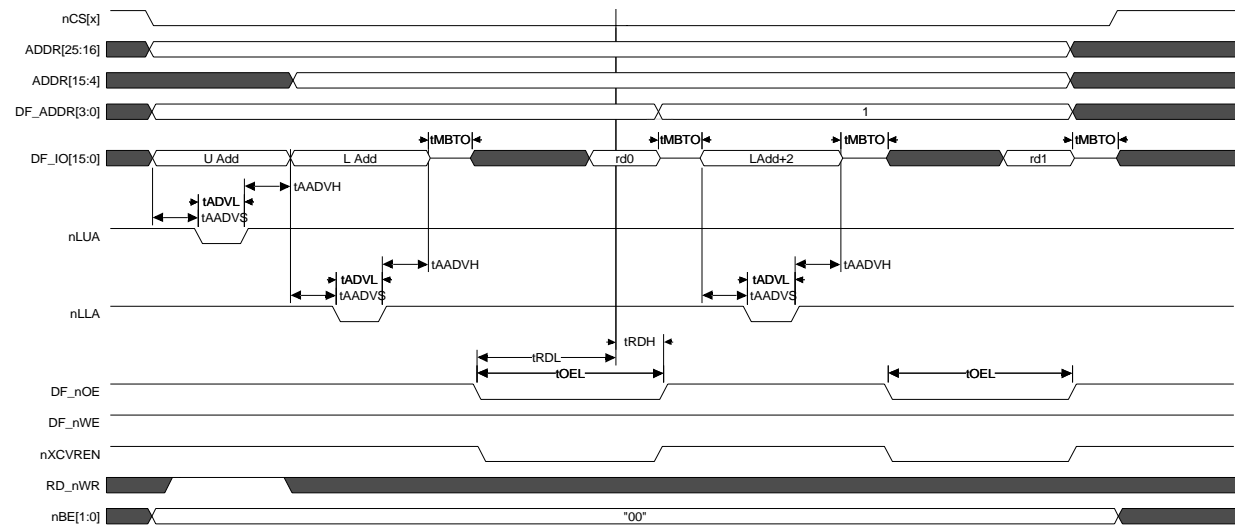 nCS[x]
ADDR[25:16]
ADDR[15:4]
DF_ADDR[3:0] 1
tMBTO tMBTO tMBTO tMBTO
DF_IO[15:0] U Add L Add rd0 LAdd+2 rd1
tAADVH
tADVL
tAADVS
nLUA
tAADVH tAADVH
tADVL tADVL
tAADVS tAADVS
nLLA
tRDH
tRDL
tOEL tOEL
DF_nOE
DF_nWE
nXCVREN
RD_nWR
nBE[1:0] "00"